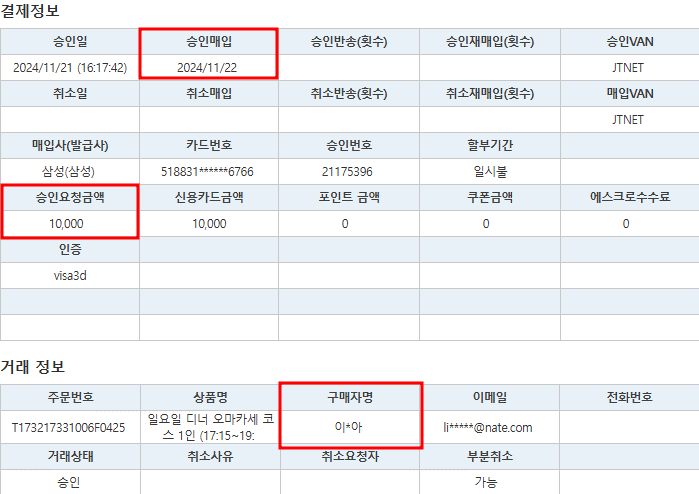 결제정보
승인일 승인매입 승인반송(횟수) 승인재매입(횟수) 승인VAN
2024/11/21 (16:17:42) 2024/11/22 JTNET
취소일 취소매입 취소반송(횟수) 취소재매입(횟수) 매입VAN
JTNET
매입사(발급사) 카드번호 승인번호 할부기간
삼성(삼성) 518831******6766 21175396 일시불
승인요청금액 신용카드금액 포인트 금액 쿠폰금액 에스크로수수료
10,000 10,000 0 0 0
인증
visa3d
거래 정보
주문번호 상품명 구매자명 이메일 전화번호
T173217331006F0425 일요일 디너 오마카세 코 이*아 li*****@nate.com
스 1인 (17:15~19:
거래상태 취소사유 취소요청자 부분취소
승인 가능